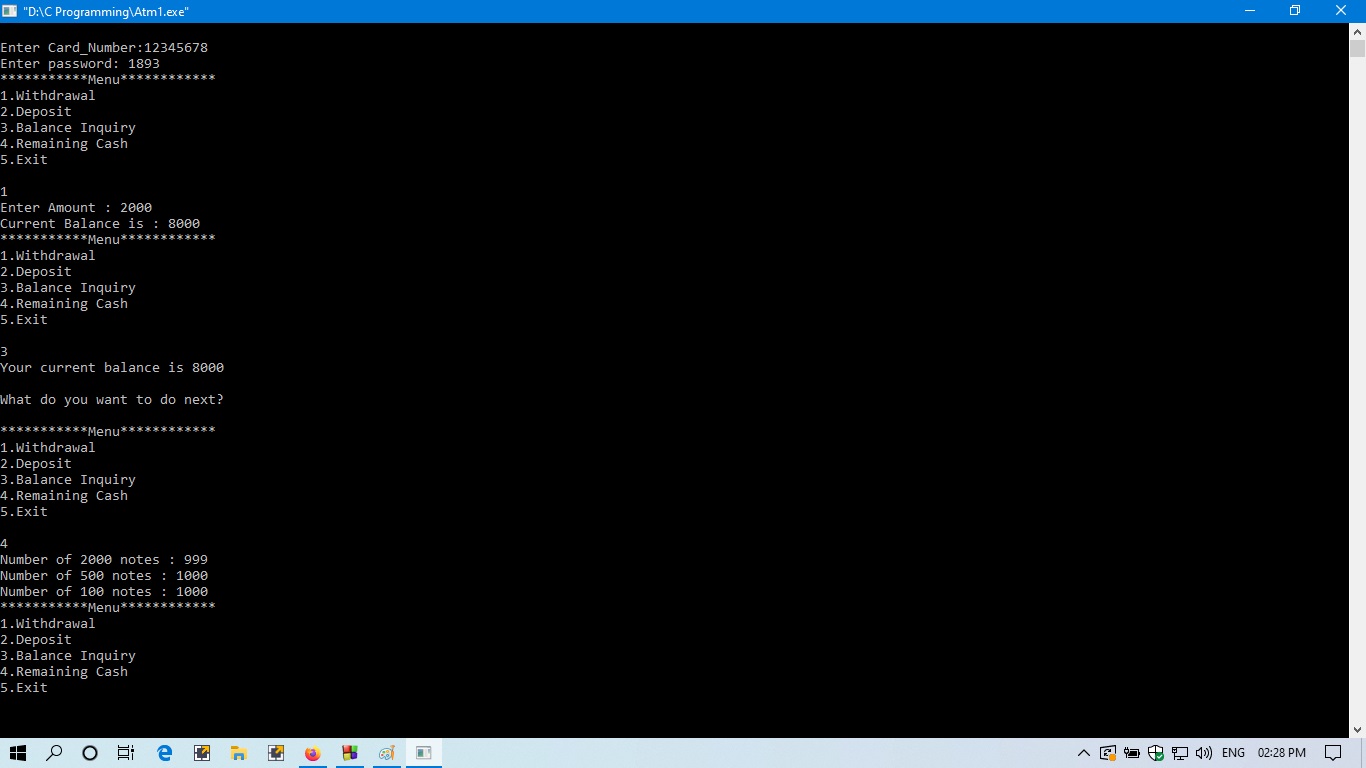 "D:\C Programming\Atm1.exe"
Enter Card_Number:12345678
Enter password: 1893
***********Menu************
1.Withdrawal
2.Deposit
3.Balance Inquiry
4.Remaining Cash
5.Exit
1
Enter Amount : 2000
Current Balance is : 8000
***********Menu************
1.Withdrawal
2.Deposit
3.Balance Inquiry
4.Remaining Cash
5.Exit
3
Your current balance is 8000
What do you want to do next?
***********Menu************
1.Withdrawal
2.Deposit
3.Balance Inquiry
4.Remaining Cash
5.Exit
4
Number of 2000 notes : 999
Number of 500 notes : 1000
Number of 100 notes : 1000
***********Menu************
1.Withdrawal
2.Deposit
3.Balance Inquiry
4.Remaining Cash
5.Exit
ENG 02:28 PM